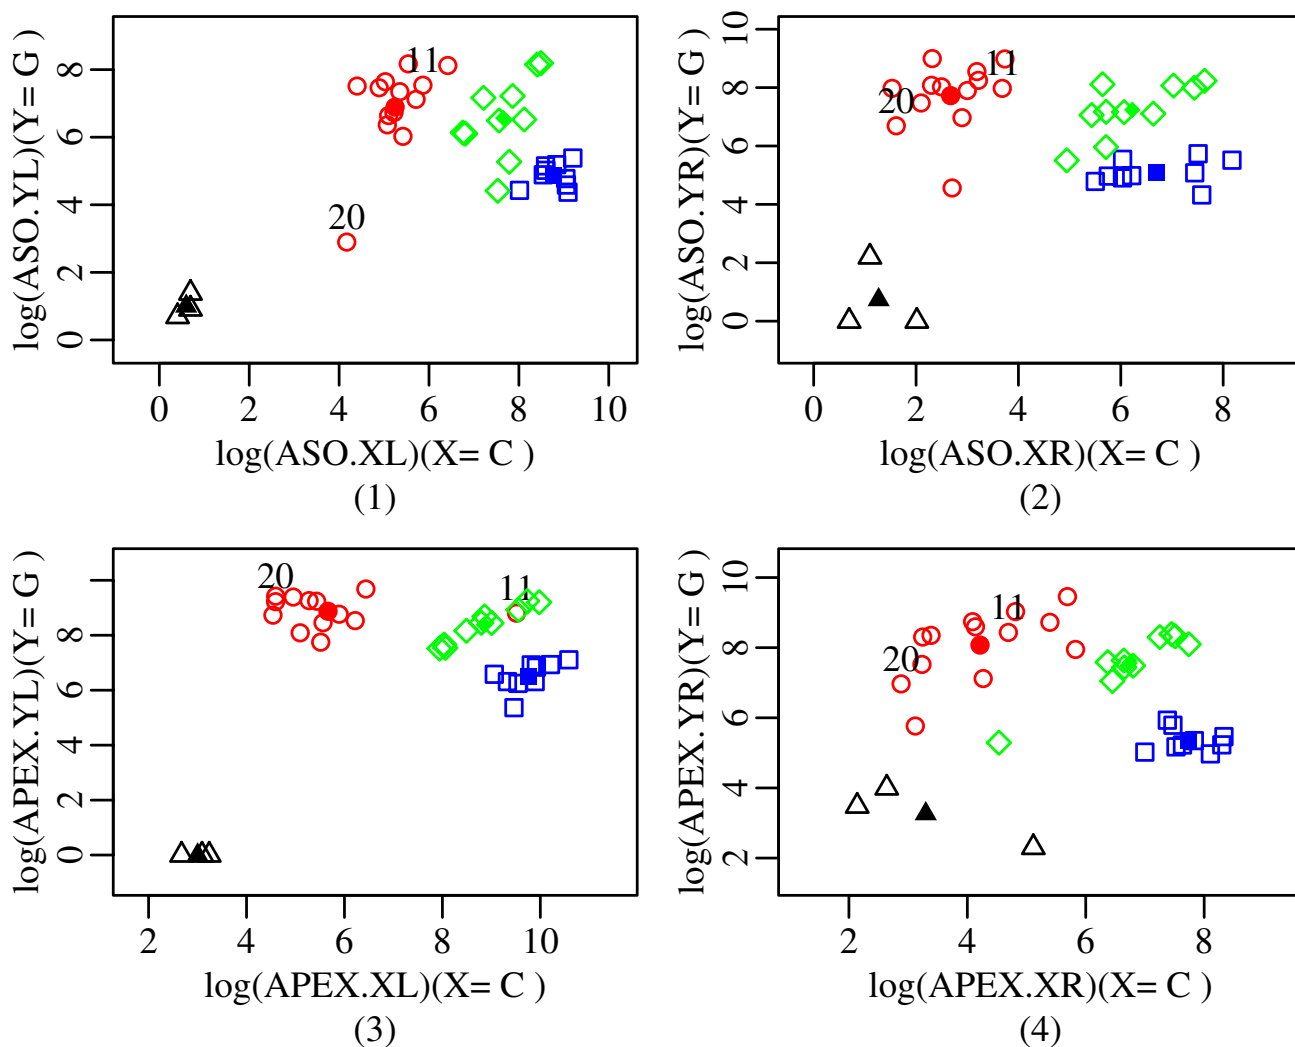 log(ASO.YL)(Y= G )
8
6
4
2
0
11
20
0 2 4 6 8 10
log(ASO.XL)(X= C )
(1)
log(ASO.YR)(Y= G )
10
8
6
4
2
0
11
20
0 2 4 6 8
log(ASO.XR)(X= C )
(2)
log(APEX.YL)(Y= G )
8
6
4
2
0
20
11
2 4 6 8 10
log(APEX.XL)(X= C )
(3)
log(APEX.YR)(Y= G )
10
8
6
4
2
11
20
2 4 6 8
log(APEX.XR)(X= C )
(4)